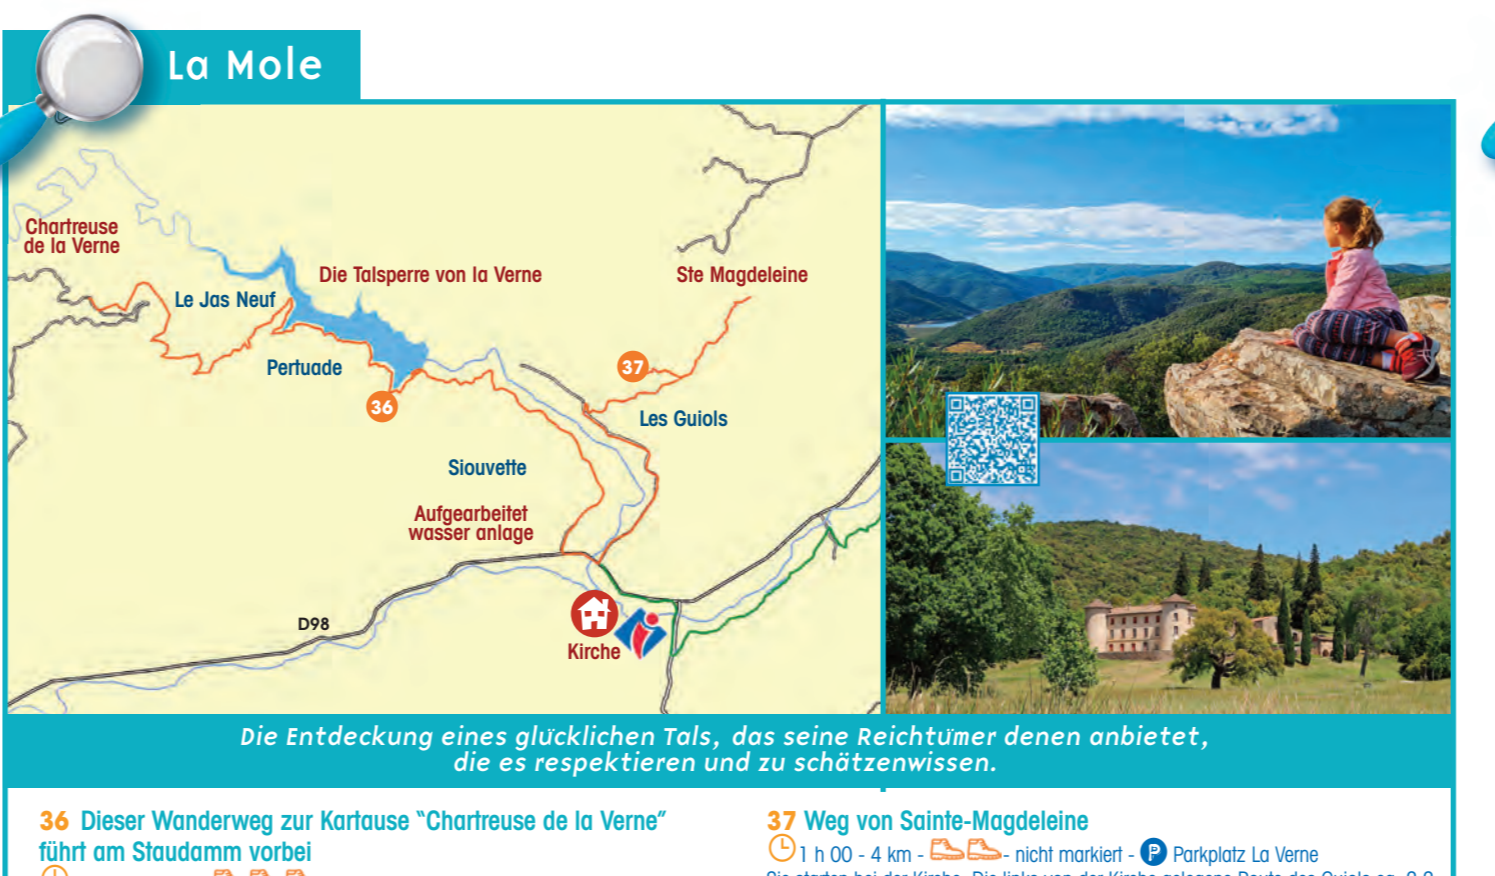 La Mole
Chartreuse
de la Verne
Die Talsperre von la Verne
Ste Magdeleine
Le Jas Neuf
Pertuade
37
36
Les Guiols
Siouvette
Aufgearbeitet
wasser anlage
D98
Kirche
Die Entdeckung eines glücklichen Tals, das seine Reichtümer denen anbietet,
die es respektieren und zu schätzenwissen.
36 Dieser Wanderweg zur Kartause “Chartreuse de la Verne”
führt am Staudamm vorbei
37 Weg von Sainte-Magdeleine
1 h 00 - 4 km - - nicht markiert - P Parkplatz La Verne